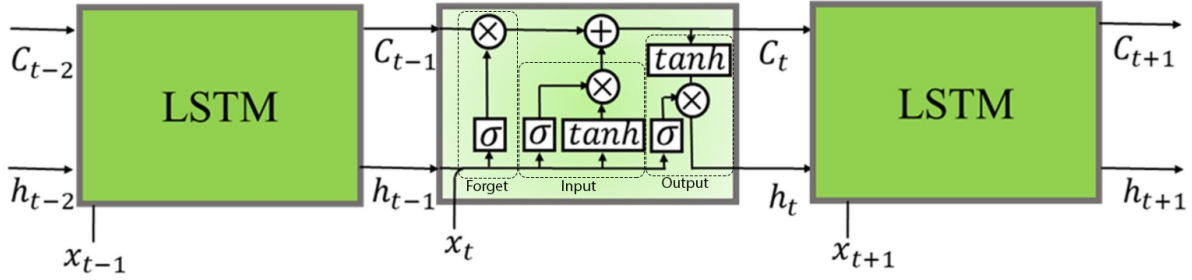 LSTM
C_{t-2}
h_{t-2}
x_{t-1}
C_{t-1}
h_{t-1}
x_t
×
+
×
tanh
×
σ
σ
tanh
σ
Forget
Input
Output
C_t
h_t
LSTM
x_{t+1}
C_{t+1}
h_{t+1}